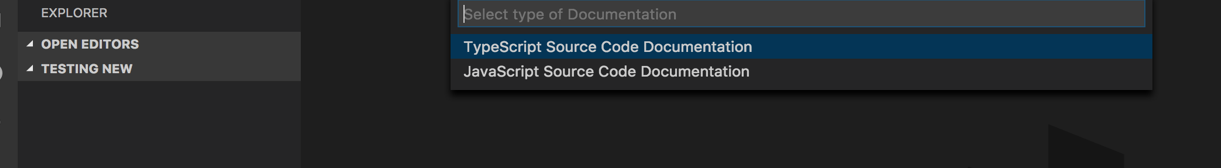 EXPLORER
OPEN EDITORS
TESTING NEW
Select type of Documentation
TypeScript Source Code Documentation
JavaScript Source Code Documentation